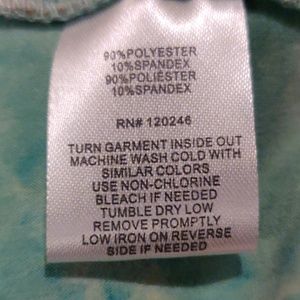 90%POLYESTER
10%SPANDEX
90%POLIÉSTER
10%SPANDEX
RN# 120246
TURN GARMENT INSIDE OUT
MACHINE WASH COLD WITH
SIMILAR COLORS
USE NON-CHLORINE
BLEACH IF NEEDED
TUMBLE DRY LOW
REMOVE PROMPTLY
LOW IRON ON REVERSE
SIDE IF NEEDED